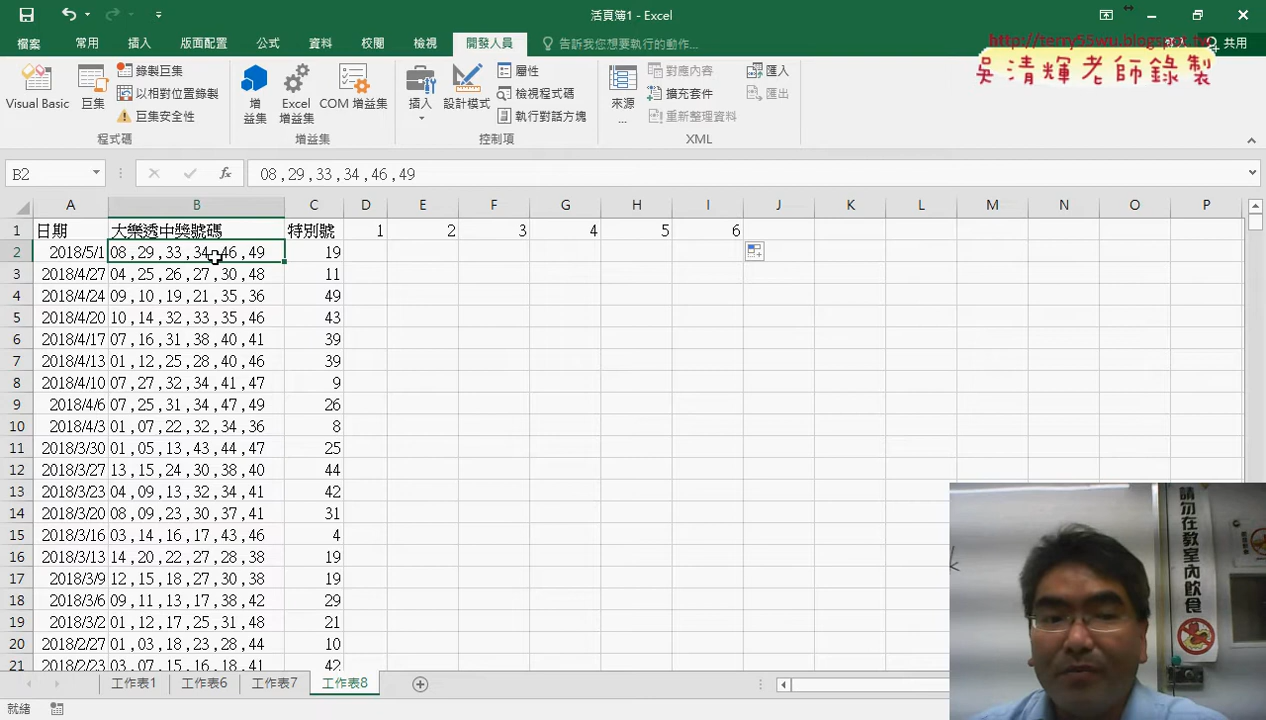 活頁簿1 - Excel
http://terry55wu.blogspot.tw
吳清輝老師錄製
檔案 常用 插入 版面配置 公式 資料 校閱 檢視 開發人員 告訴我您想要執行的動作... 共用
Visual Basic 巨集 錄製巨集 以相對位置錄製 巨集安全性
增益集 Excel 增益集 COM 增益集
插入 設計模式 屬性 檢視程式碼 執行對話方塊
來源... 對應內容 擴充套件 重新整理資料 匯入 匯出
程式碼 增益集 控制項 XML
B2 fx 08 ,29 ,33 ,34 ,46 ,49
A B C D E F G H I J K L M N O P
1 日期 大樂透中獎號碼 特別號 1 2 3 4 5 6
2 2018/5/1 08 ,29 ,33 ,34 ,46 ,49 19
3 2018/4/27 04 ,25 ,26 ,27 ,30 ,48 11
4 2018/4/24 09 ,10 ,19 ,21 ,35 ,36 49
5 2018/4/20 10 ,14 ,32 ,33 ,35 ,46 43
6 2018/4/17 07 ,16 ,31 ,38 ,40 ,41 39
7 2018/4/13 01 ,12 ,25 ,28 ,40 ,46 39
8 2018/4/10 07 ,27 ,32 ,34 ,41 ,47 9
9 2018/4/6 07 ,25 ,31 ,34 ,47 ,49 26
10 2018/4/3 01 ,07 ,22 ,32 ,34 ,36 8
11 2018/3/30 01 ,05 ,13 ,43 ,44 ,47 25
12 2018/3/27 13 ,15 ,24 ,30 ,38 ,40 44
13 2018/3/23 04 ,09 ,13 ,32 ,34 ,41 42
14 2018/3/20 08 ,09 ,23 ,30 ,37 ,41 31
15 2018/3/16 03 ,14 ,16 ,17 ,43 ,46 4
16 2018/3/13 14 ,20 ,22 ,27 ,28 ,38 19
17 2018/3/9 12 ,15 ,18 ,27 ,30 ,38 19
18 2018/3/6 09 ,11 ,13 ,17 ,38 ,42 29
19 2018/3/2 01 ,12 ,17 ,25 ,31 ,48 21
20 2018/2/27 01 ,03 ,18 ,23 ,28 ,44 10
21 2018/2/23 03 ,07 ,15 ,16 ,18 ,41 42
請勿在教室內飲食
工作表1 工作表6 工作表7 工作表8
就緒